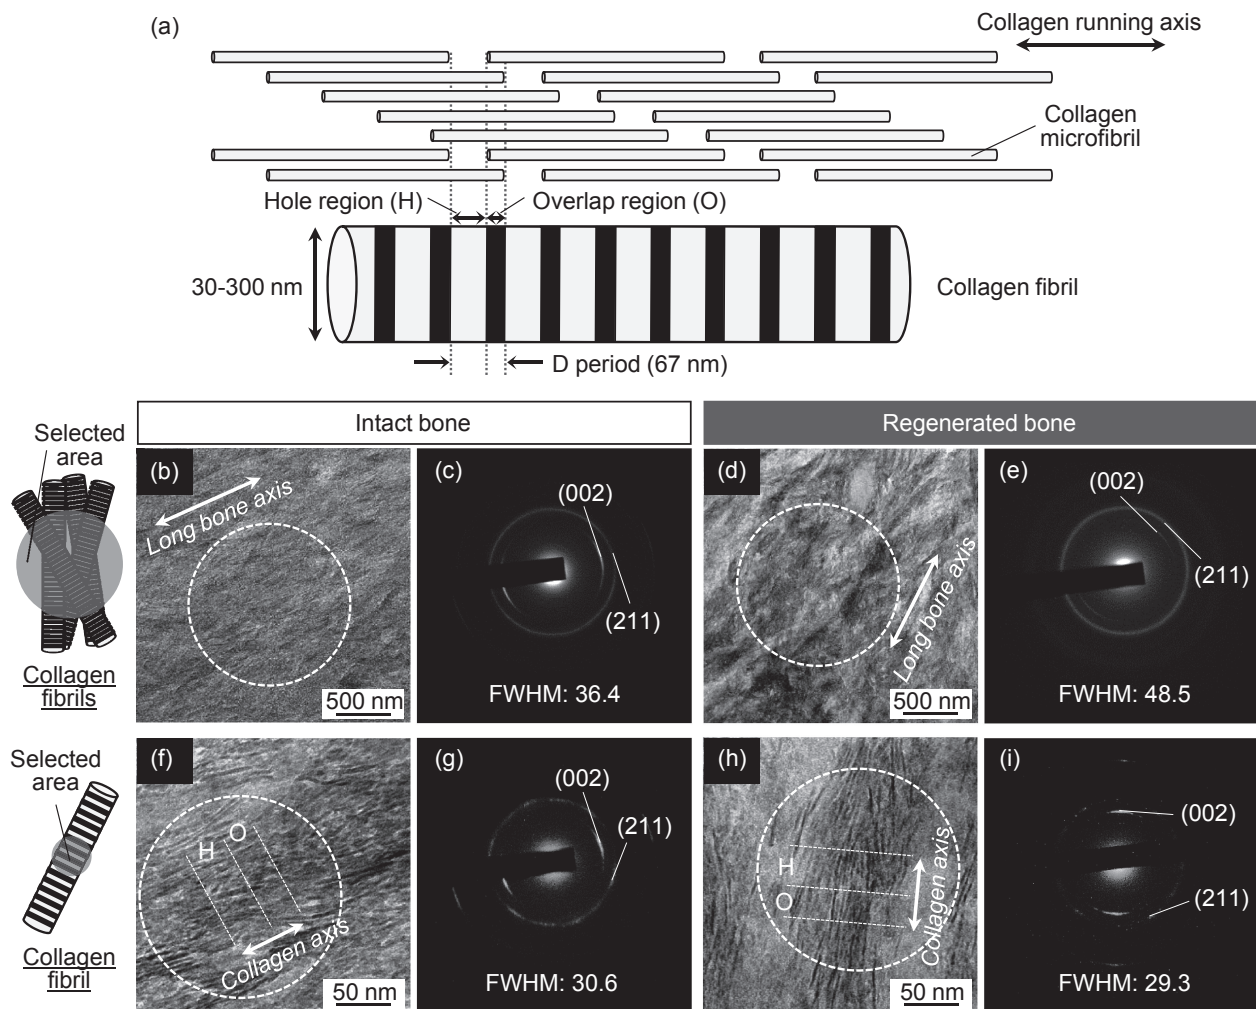 (a)
Collagen running axis
Collagen
microfibril
Hole region (H)
Overlap region (O)
30-300 nm
Collagen fibril
D period (67 nm)
Intact bone
Regenerated bone
Selected
area
Collagen
fibrils
(b)
Long bone axis
500 nm
(c)
(002)
(211)
FWHM: 36.4
(d)
Long bone axis
500 nm
(e)
(002)
(211)
FWHM: 48.5
Selected
area
Collagen
fibril
(f)
O
H
Collagen axis
50 nm
(g)
(002)
(211)
FWHM: 30.6
(h)
H
O
Collagen axis
50 nm
(i)
(002)
(211)
FWHM: 29.3